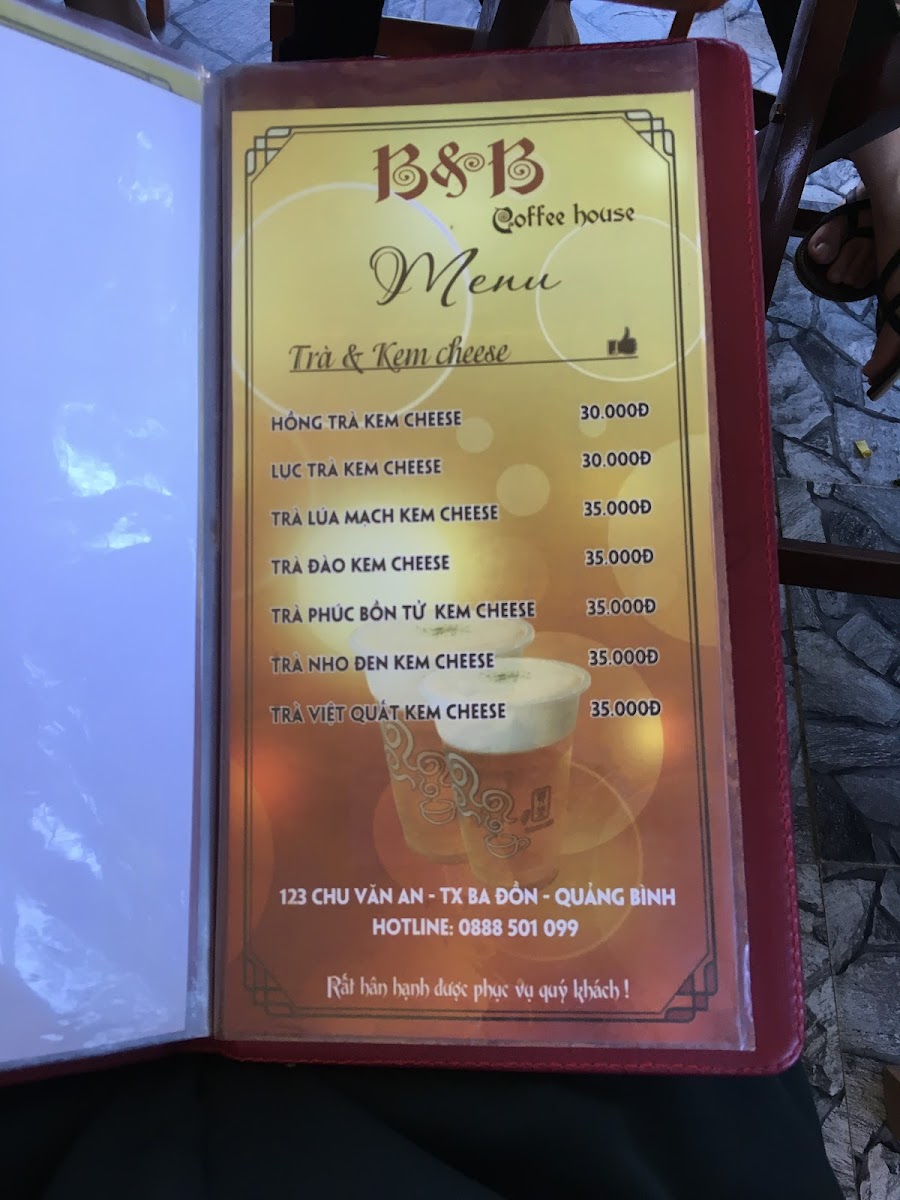 B&B
Coffee house
Menu
Trà & Kem cheese
HỒNG TRÀ KEM CHEESE 30.000Đ
LỤC TRÀ KEM CHEESE 30.000Đ
TRÀ LÚA MẠCH KEM CHEESE 35.000Đ
TRÀ ĐÀO KEM CHEESE 35.000Đ
TRÀ PHÚC BỒN TỬ KEM CHEESE 35.000Đ
TRÀ NHO ĐEN KEM CHEESE 35.000Đ
TRÀ VIỆT QUẤT KEM CHEESE 35.000Đ
123 CHU VĂN AN - TX BA ĐỒN - QUẢNG BÌNH
HOTLINE: 0888 501 099
Rất hân hạnh được phục vụ quý khách !